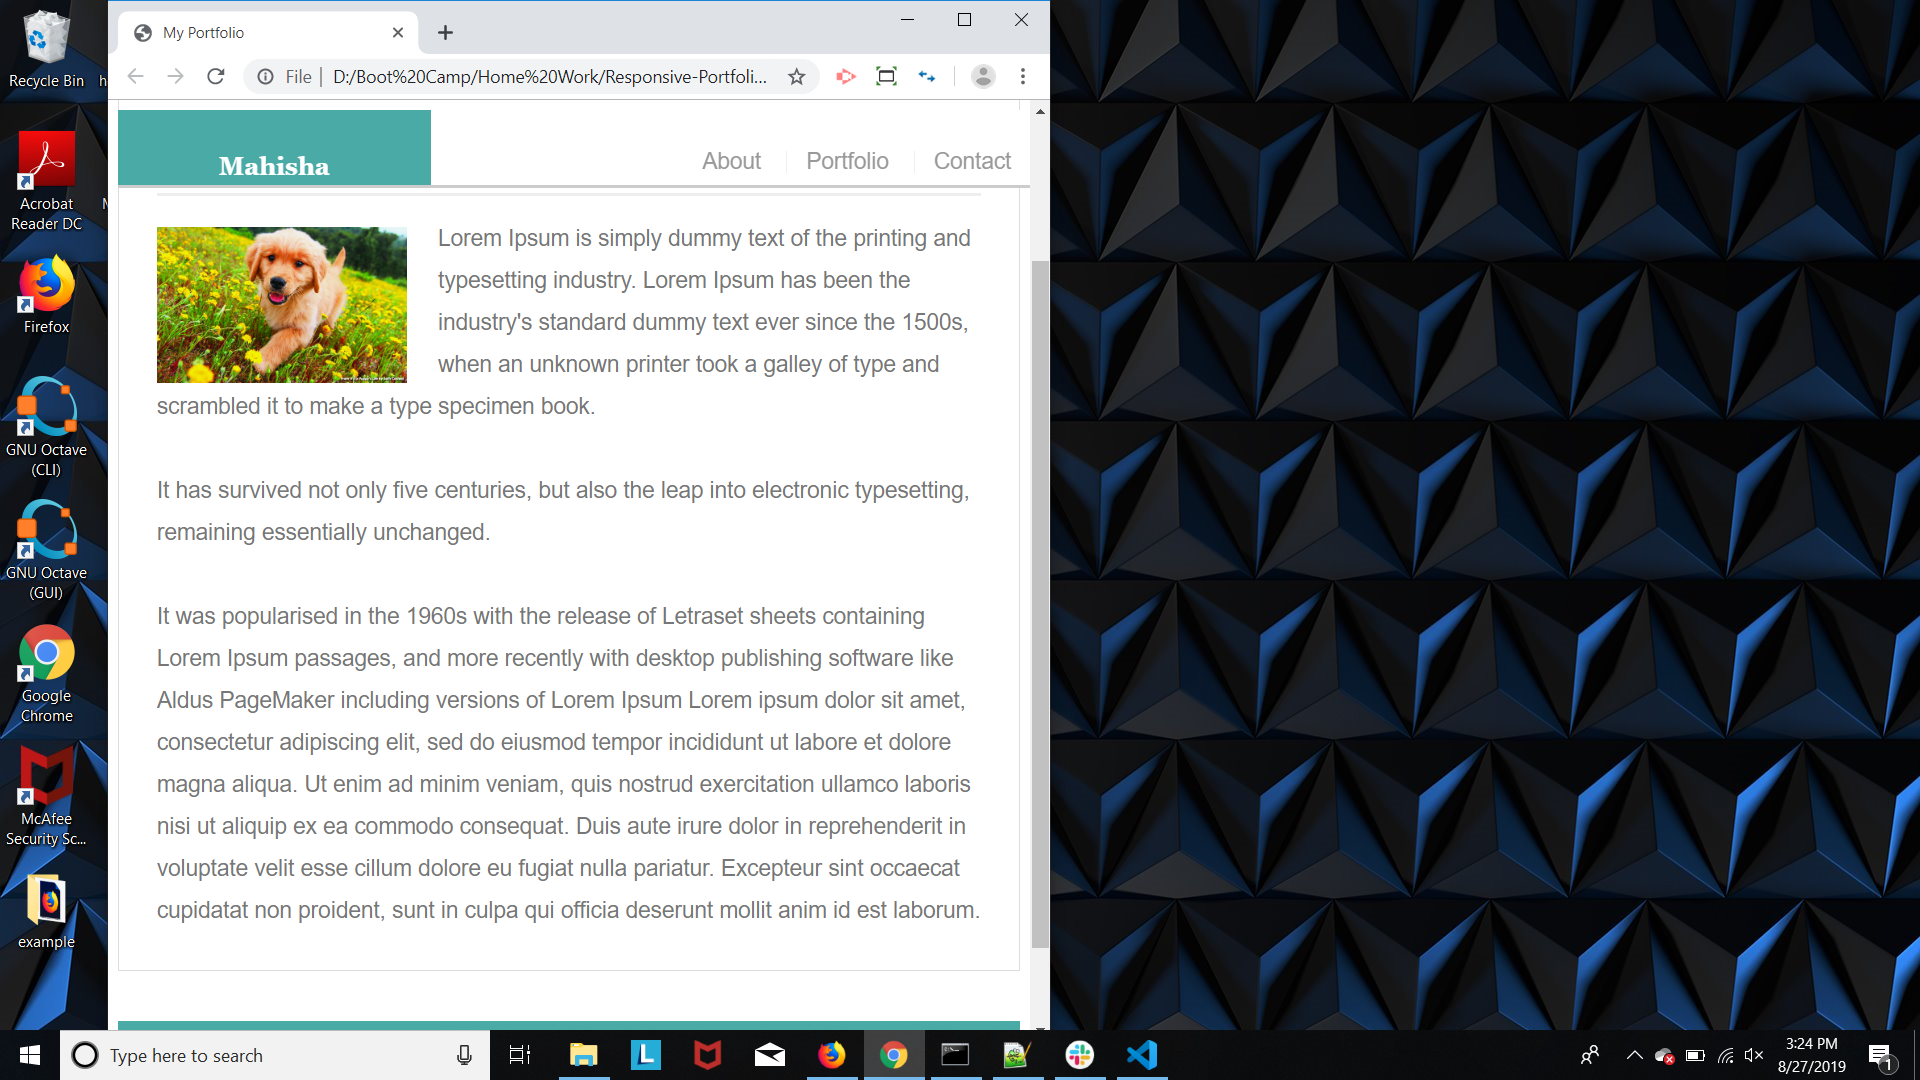 Recycle Bin
Acrobat
Reader DC
Firefox
GNU Octave
(CLI)
GNU Octave
(GUI)
Google
Chrome
McAfee
Security Sc...
example
My Portfolio
File | D:/Boot%20Camp/Home%20Work/Responsive-Portfoli...
Mahisha
About
Portfolio
Contact
Lorem Ipsum is simply dummy text of the printing and
typesetting industry. Lorem Ipsum has been the
industry's standard dummy text ever since the 1500s,
when an unknown printer took a galley of type and
scrambled it to make a type specimen book.
It has survived not only five centuries, but also the leap into electronic typesetting,
remaining essentially unchanged.
It was popularised in the 1960s with the release of Letraset sheets containing
Lorem Ipsum passages, and more recently with desktop publishing software like
Aldus PageMaker including versions of Lorem Ipsum Lorem ipsum dolor sit amet,
consectetur adipiscing elit, sed do eiusmod tempor incididunt ut labore et dolore
magna aliqua. Ut enim ad minim veniam, quis nostrud exercitation ullamco laboris
nisi ut aliquip ex ea commodo consequat. Duis aute irure dolor in reprehenderit in
voluptate velit esse cillum dolore eu fugiat nulla pariatur. Excepteur sint occaecat
cupidatat non proident, sunt in culpa qui officia deserunt mollit anim id est laborum.
Type here to search
L
3:24 PM
8/27/2019
1